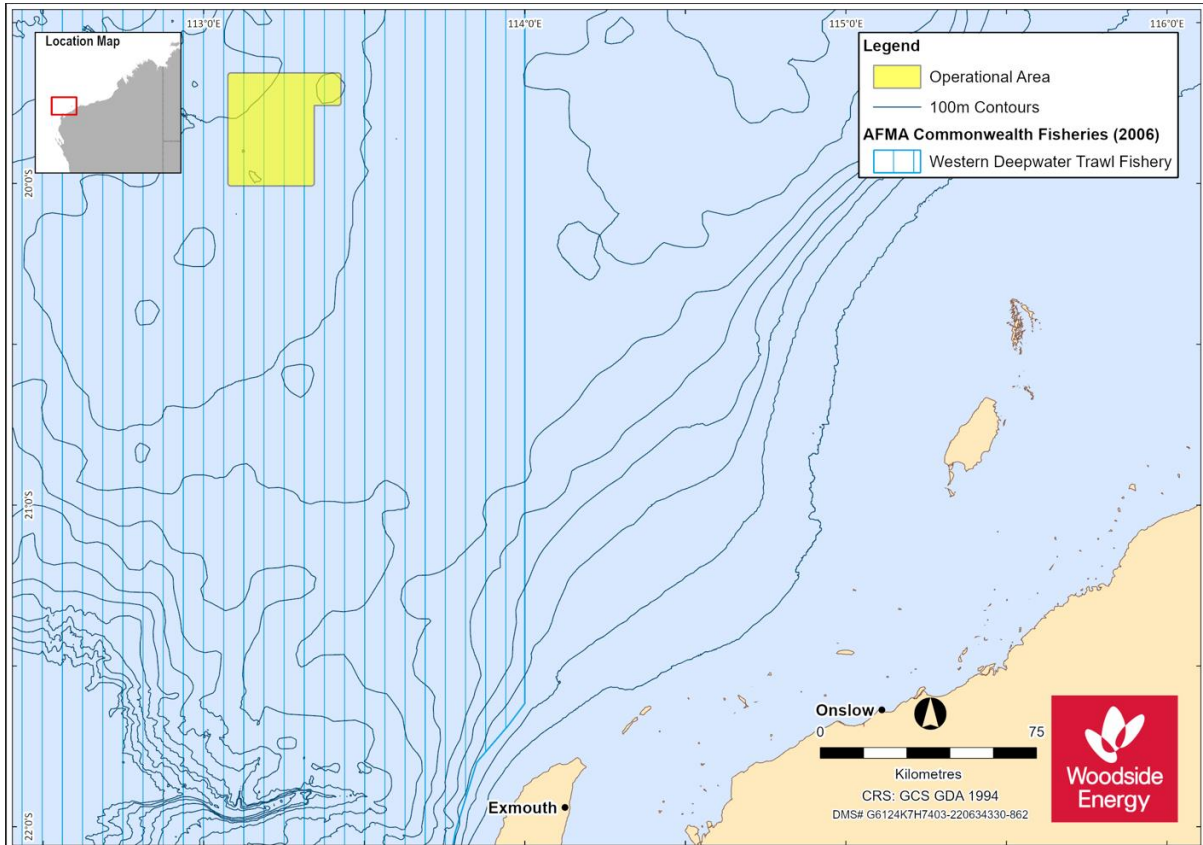 113°0'E
114°0'E
115°0'E
116°0'E
Location Map
Legend
Operational Area
100m Contours
AFMA Commonwealth Fisheries (2006)
Western Deepwater Trawl Fishery
20°0'S
21°0'S
22°0'S
Onslow
Exmouth
0 75
Kilometres
CRS: GCS GDA 1994
DMS# G6124K7H7403-220634330-862
Woodside
Energy